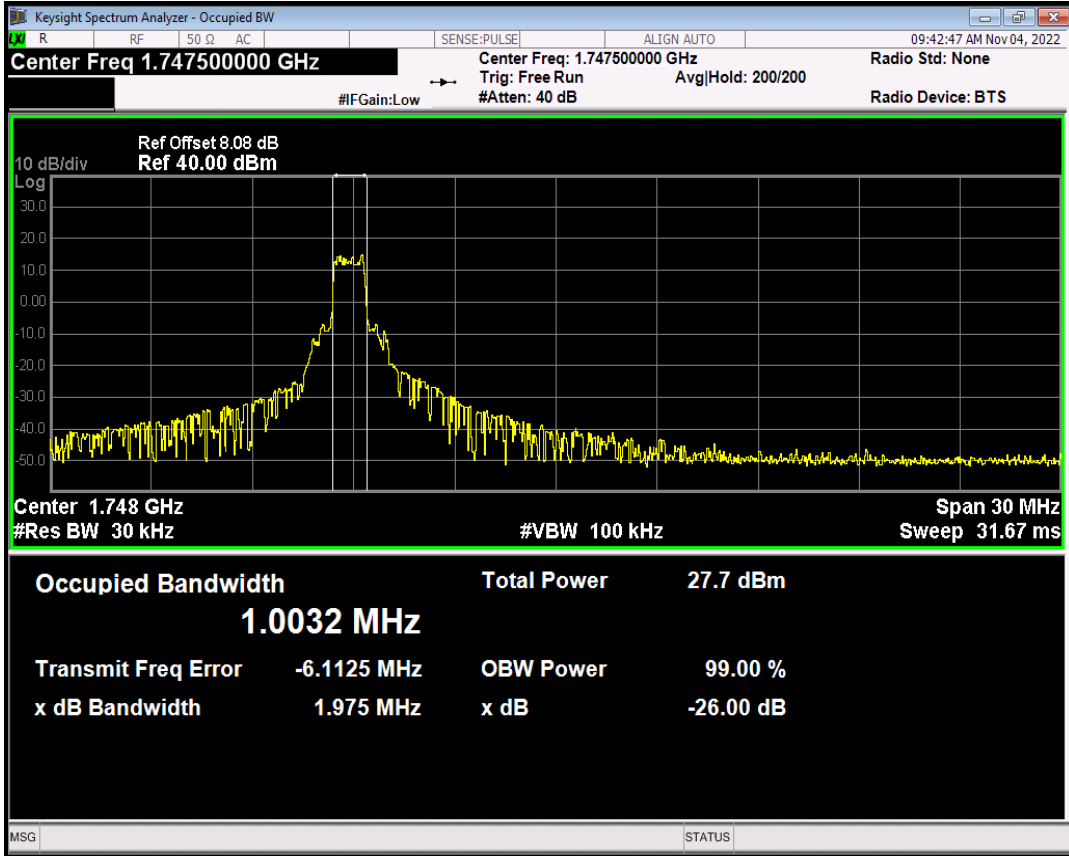 Keysight Spectrum Analyzer - Occupied BW
LXI R RF 50 Ω AC SENSE:PULSE ALIGN AUTO 09:42:47 AM Nov 04, 2022
Center Freq 1.747500000 GHz
Center Freq: 1.747500000 GHz
Radio Std: None
Trig: Free Run Avg|Hold: 200/200
#IFGain:Low
#Atten: 40 dB
Radio Device: BTS
Ref Offset 8.08 dB
10 dB/div Ref 40.00 dBm
Log
30.0
20.0
10.0
0.00
-10.0
-20.0
-30.0
-40.0
-50.0
Center 1.748 GHz Span 30 MHz
#Res BW 30 kHz #VBW 100 kHz Sweep 31.67 ms
Occupied Bandwidth Total Power 27.7 dBm
1.0032 MHz
Transmit Freq Error -6.1125 MHz OBW Power 99.00 %
x dB Bandwidth 1.975 MHz x dB -26.00 dB
MSG STATUS